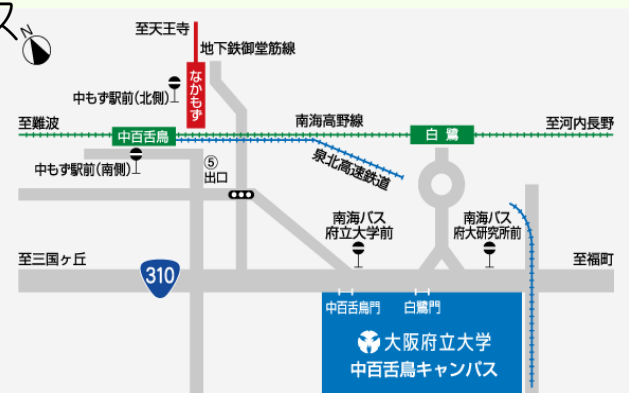 ス
N
至天王寺
地下鉄御堂筋線
なかもず
中もず駅前(北側)
至難波
中百舌鳥
南海高野線
白鷺
至河内長野
中もず駅前(南側)
⑤
出口
泉北高速鉄道
南海バス
府立大学前
南海バス
府大研究所前
至三国ヶ丘
310
至福町
中百舌鳥門
白鷺門
大阪府立大学
中百舌鳥キャンパス